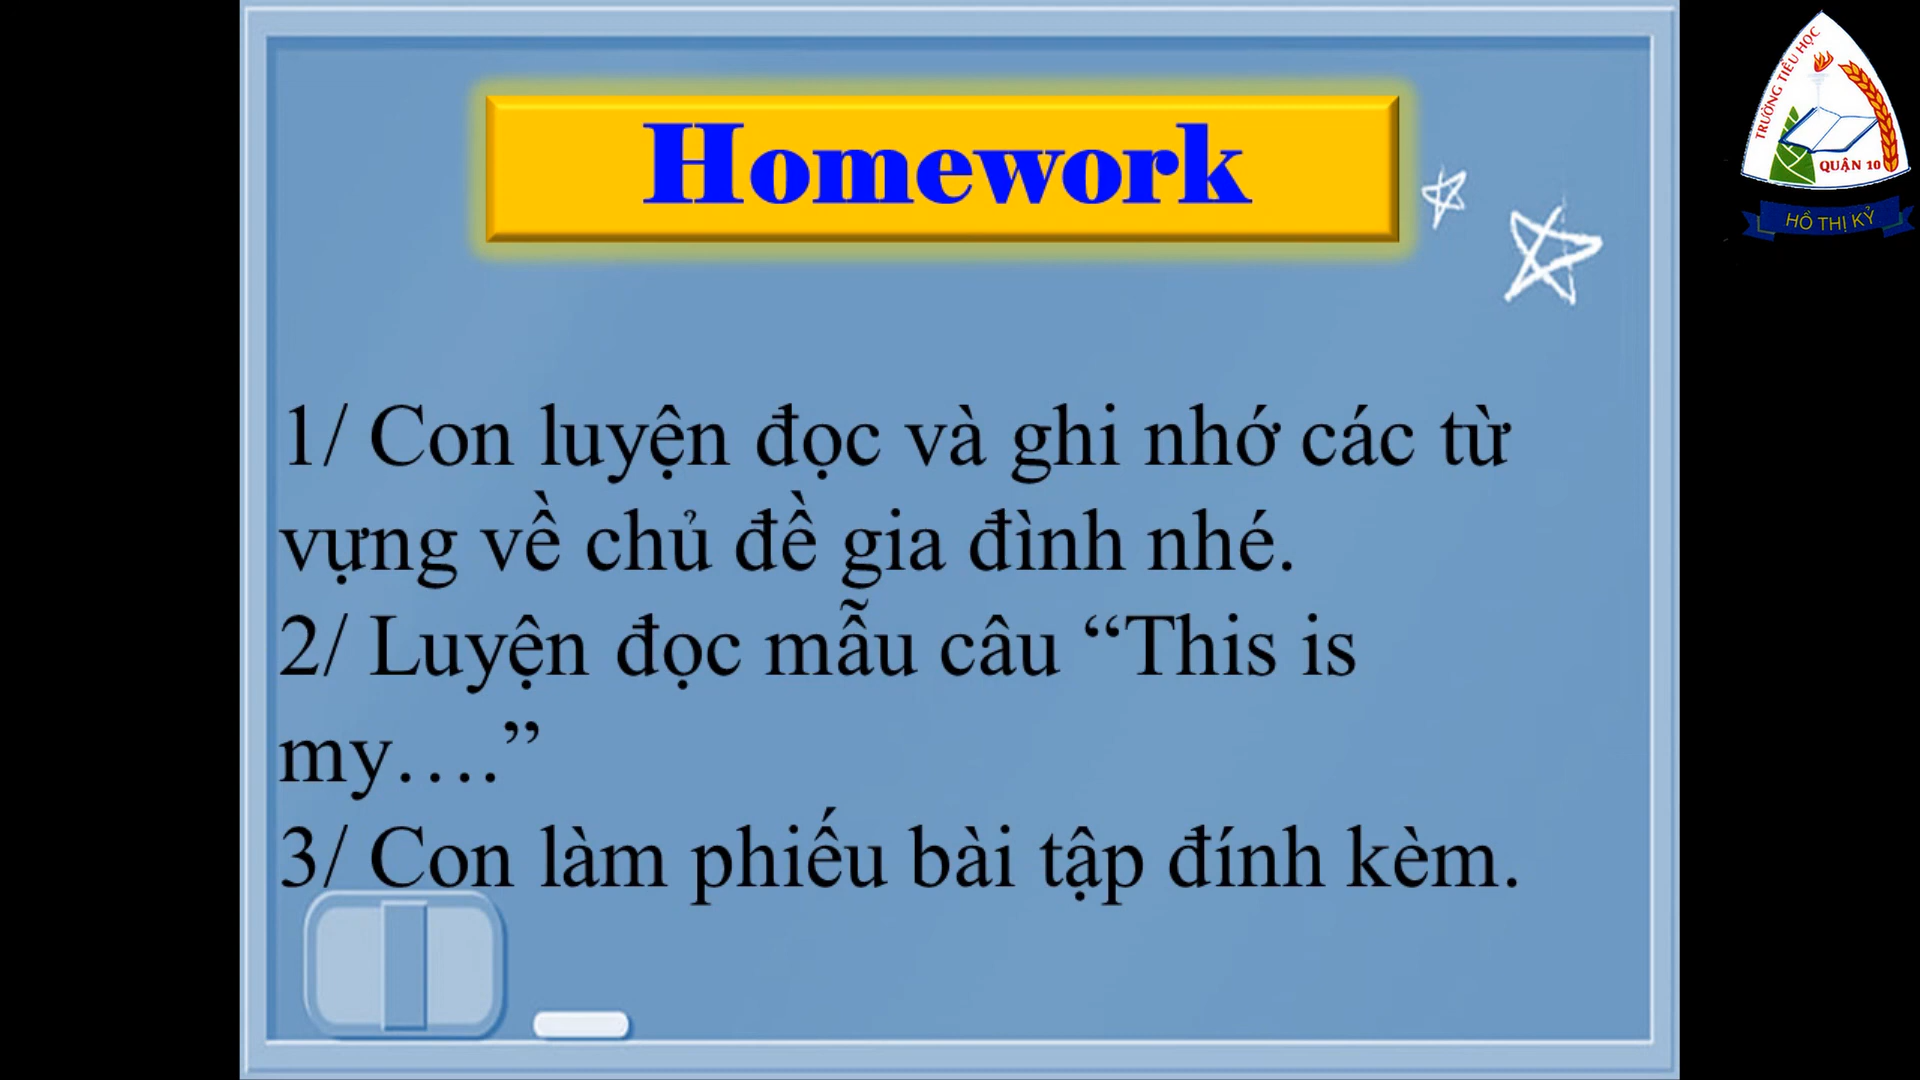 Homework
1/ Con luyện đọc và ghi nhớ các từ
vựng về chủ đề gia đình nhé.
2/ Luyện đọc mẫu câu “This is
my….”
3/ Con làm phiếu bài tập đính kèm.
TRƯỜNG TIỂU HỌC
QUẬN 10
HỒ THỊ KỶ